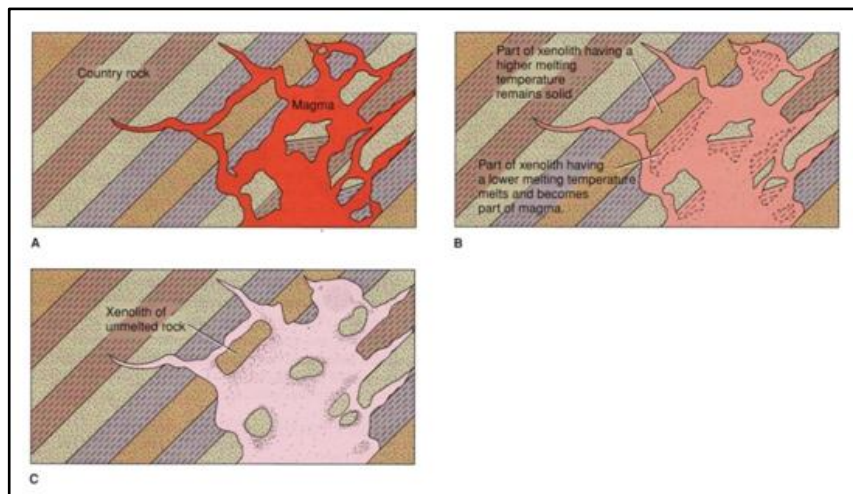 Country rock
Magma
A
Part of xenolith having a
higher melting
temperature
remains solid
Part of xenolith having
a lower melting temperature
melts and becomes
part of magma.
B
Xenolith of
unmelted rock
C